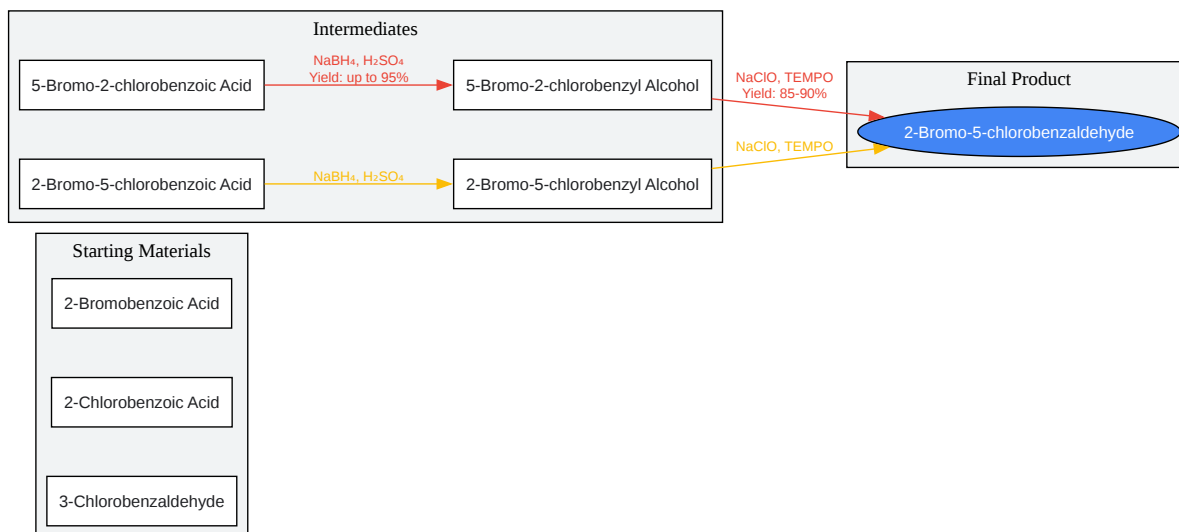 Intermediates
5-Bromo-2-chlorobenzoic Acid
NaBH₄, H₂SO₄
Yield: up to 95%
5-Bromo-2-chlorobenzyl Alcohol
NaClO, TEMPO
Yield: 85-90%
Final Product
2-Bromo-5-chlorobenzaldehyde
2-Bromo-5-chlorobenzoic Acid
NaBH₄, H₂SO₄
2-Bromo-5-chlorobenzyl Alcohol
NaClO, TEMPO
Starting Materials
2-Bromobenzoic Acid
2-Chlorobenzoic Acid
3-Chlorobenzaldehyde